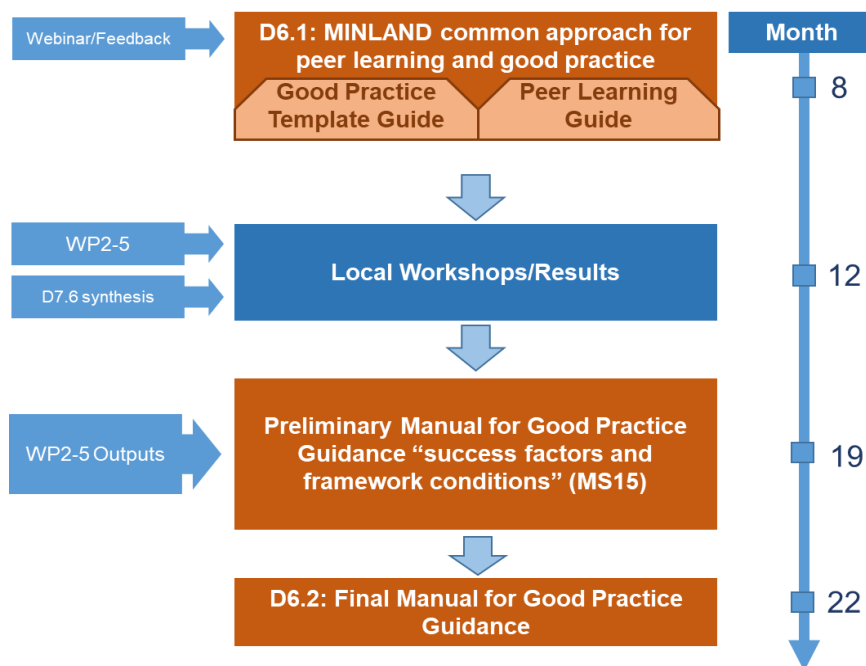 Webinar/Feedback
D6.1: MINLAND common approach for
peer learning and good practice
Good Practice
Template Guide
Peer Learning
Guide
Month
8
WP2-5
D7.6 synthesis
Local Workshops/Results
12
WP2-5 Outputs
Preliminary Manual for Good Practice
Guidance “success factors and
framework conditions” (MS15)
19
D6.2: Final Manual for Good Practice
Guidance
22